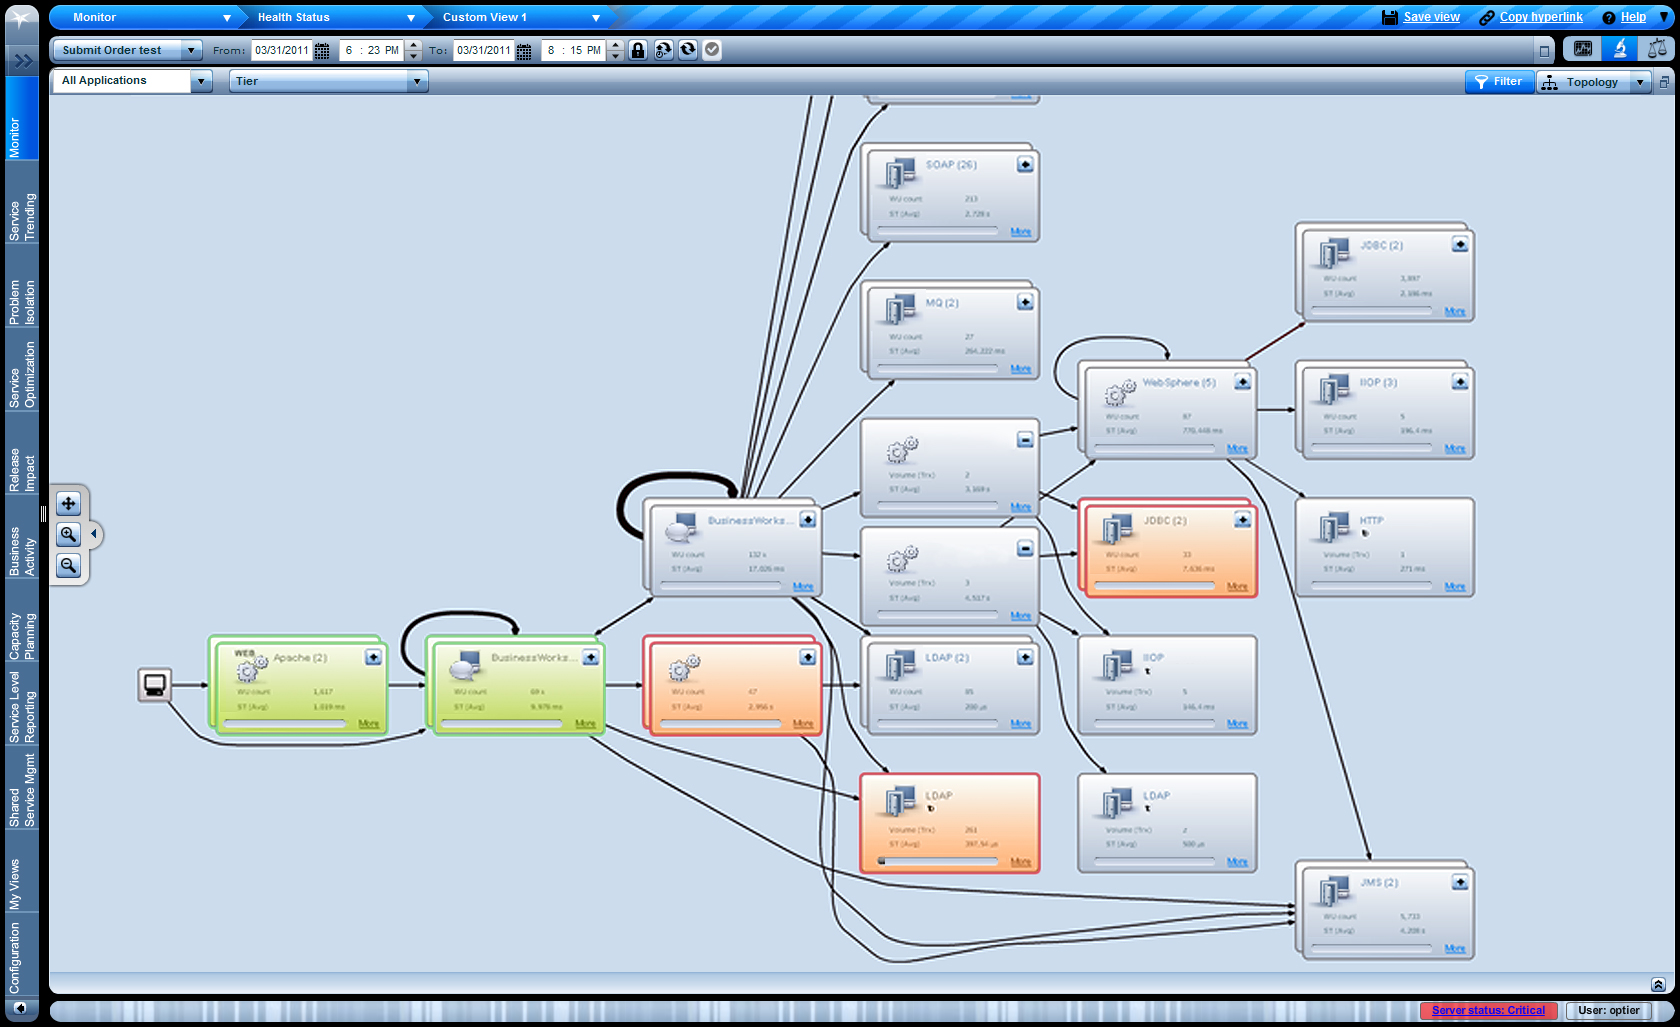 Monitor
Health Status
Custom View 1
Save view
Copy hyperlink
Help
Submit Order test
From:
03/31/2011
6 : 23 PM
To:
03/31/2011
8 : 15 PM
All Applications
Tier
Filter
Topology
Monitor
Service
Trending
Problem
Isolation
Service
Optimization
Release
Impact
Business
Activity
Capacity
Planning
Service Level
Reporting
Shared
Service Mgmt
My Views
Configuration
SOAP (26)
WU count 213
ST (Avg) 2,728 s
More
MQ (2)
WU count 27
ST (Avg) 264,222 ms
More
JDBC (2)
WU count 3,897
ST (Avg)
More
WebSphere (5)
WU count 87
ST (Avg) 770,448 ms
More
IIOP (3)
WU count 5
ST (Avg) 196.4 ms
More
Volume (Trx) 2
ST (Avg) 3,169 s
BusinessWorks...
WU count 132 k
ST (Avg) 17,026 ms
More
Volume (Trx) 3
ST (Avg) 4,517 s
More
JDBC (2)
WU count 33
ST (Avg) 7,636 ms
More
HTTP
Volume (Trx) 1
ST (Avg) 271 ms
More
WEB
Apache (2)
WU count 1,617
ST (Avg) 1,019 ms
More
BusinessWorks...
WU count 69 k
ST (Avg) 9,976 ms
More
WU count 47
ST (Avg) 2,956 s
More
LDAP (2)
WU count 85
ST (Avg) 200 µs
More
IIOP
Volume (Trx) 5
ST (Avg) 146.4 ms
More
LDAP
Volume (Trx) 261
ST (Avg) 397.54 µs
More
LDAP
Volume (Trx) 2
ST (Avg) 500 µs
More
JMS (2)
WU count 5,733
ST (Avg) 4,208 s
More
Server status: Critical
User: optier